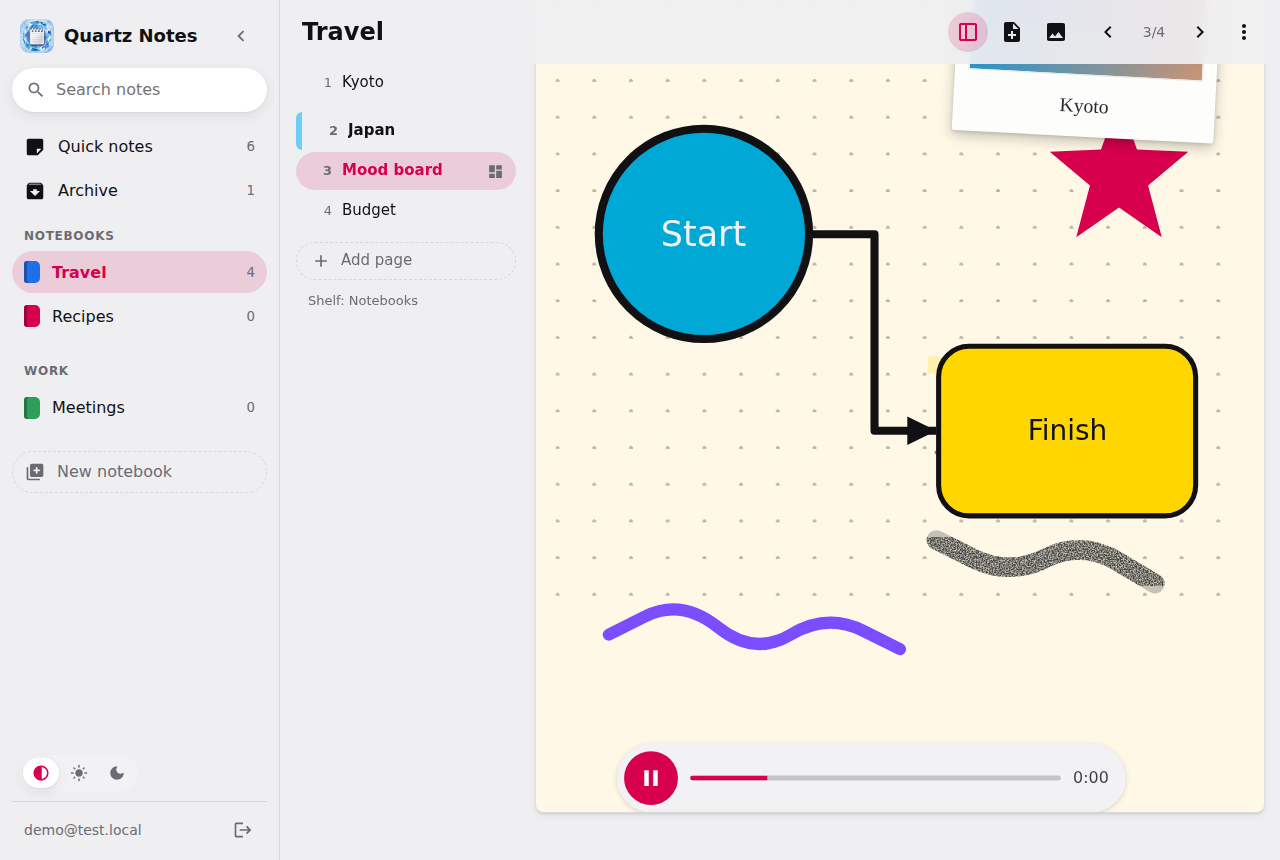 Quartz Notes
Search notes
Quick notes 6
Archive 1
NOTEBOOKS
Travel 4
Recipes 0
WORK
Meetings 0
New notebook
demo@test.local
Travel
3/4
1 Kyoto
2 Japan
3 Mood board
4 Budget
Add page
Shelf: Notebooks
Kyoto
Start
Finish
0:00